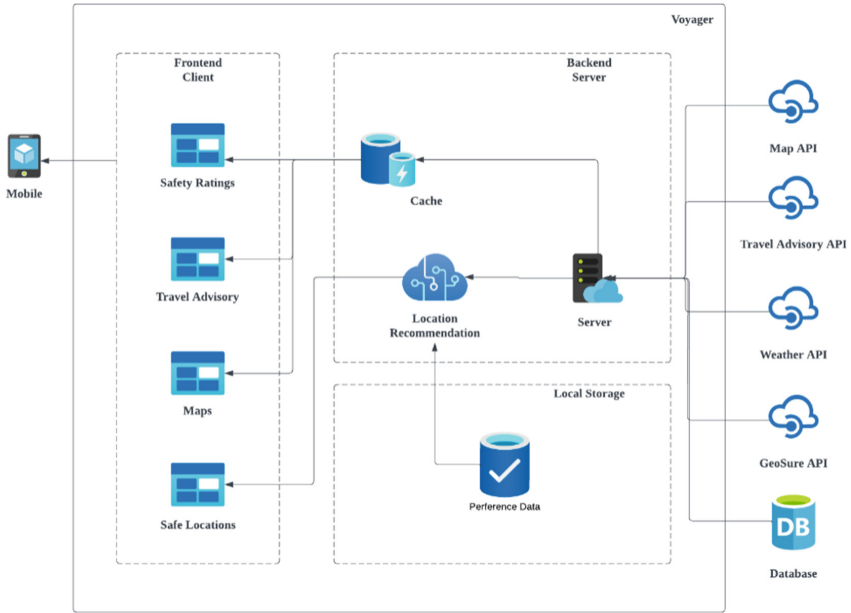 Voyager
Frontend
Client
Backend
Server
Safety Ratings
Mobile
Cache
Map API
Travel Advisory API
Travel Advisory
Location
Recommendation
Server
Weather API
Maps
Local Storage
GeoSure API
Perference Data
Safe Locations
DB
Database